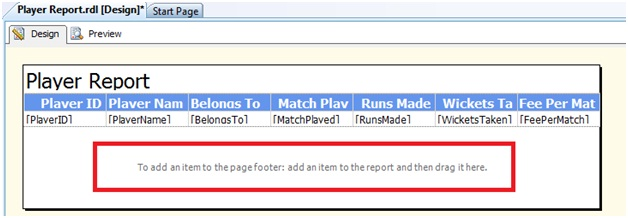 Player Report.rdl [Design]* Start Page
Design Preview
Player Report
Player ID Player Nam Belongs To Match Play Runs Made Wickets Ta Fee Per Mat
[PlayerID] [PlayerName] [BelongsTo] [MatchPlayed] [RunsMade] [WicketsTaken] [FeePerMatch]
To add an item to the page footer: add an item to the report and then drag it here.